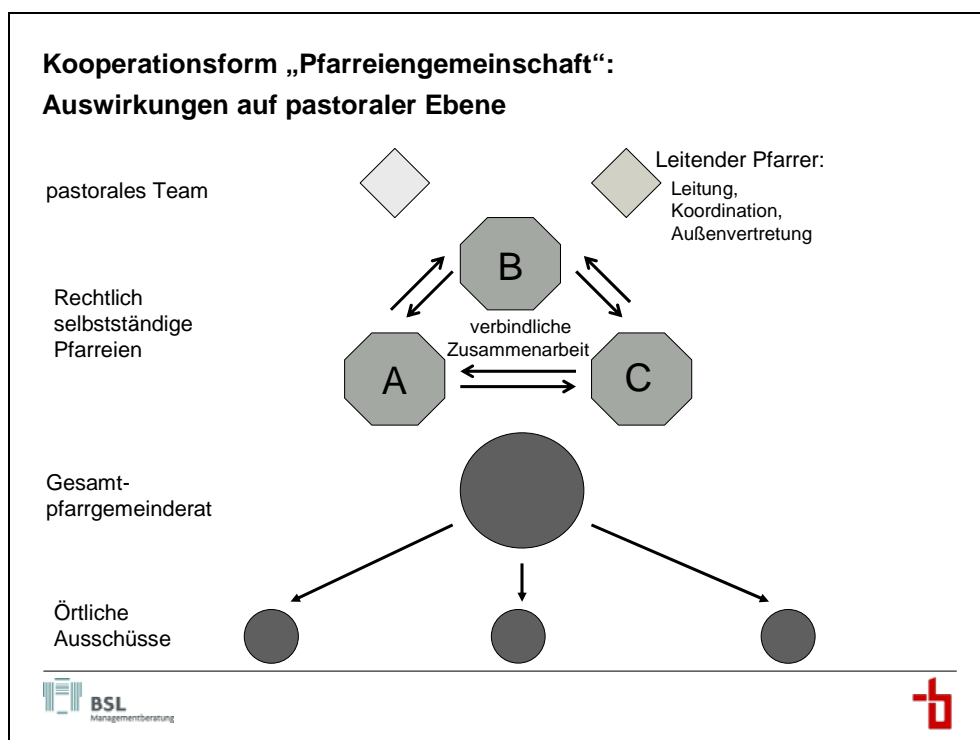 Kooperationsform „Pfarreiengemeinschaft“:
Auswirkungen auf pastoraler Ebene
pastorales Team
Leitender Pfarrer:
Leitung,
Koordination,
Außenvertretung
B
Rechtlich
selbstständige
Pfarreien
verbindliche
Zusammenarbeit
A
C
Gesamt-
pfarrgemeinderat
Örtliche
Ausschüsse
BSL
Managementberatung